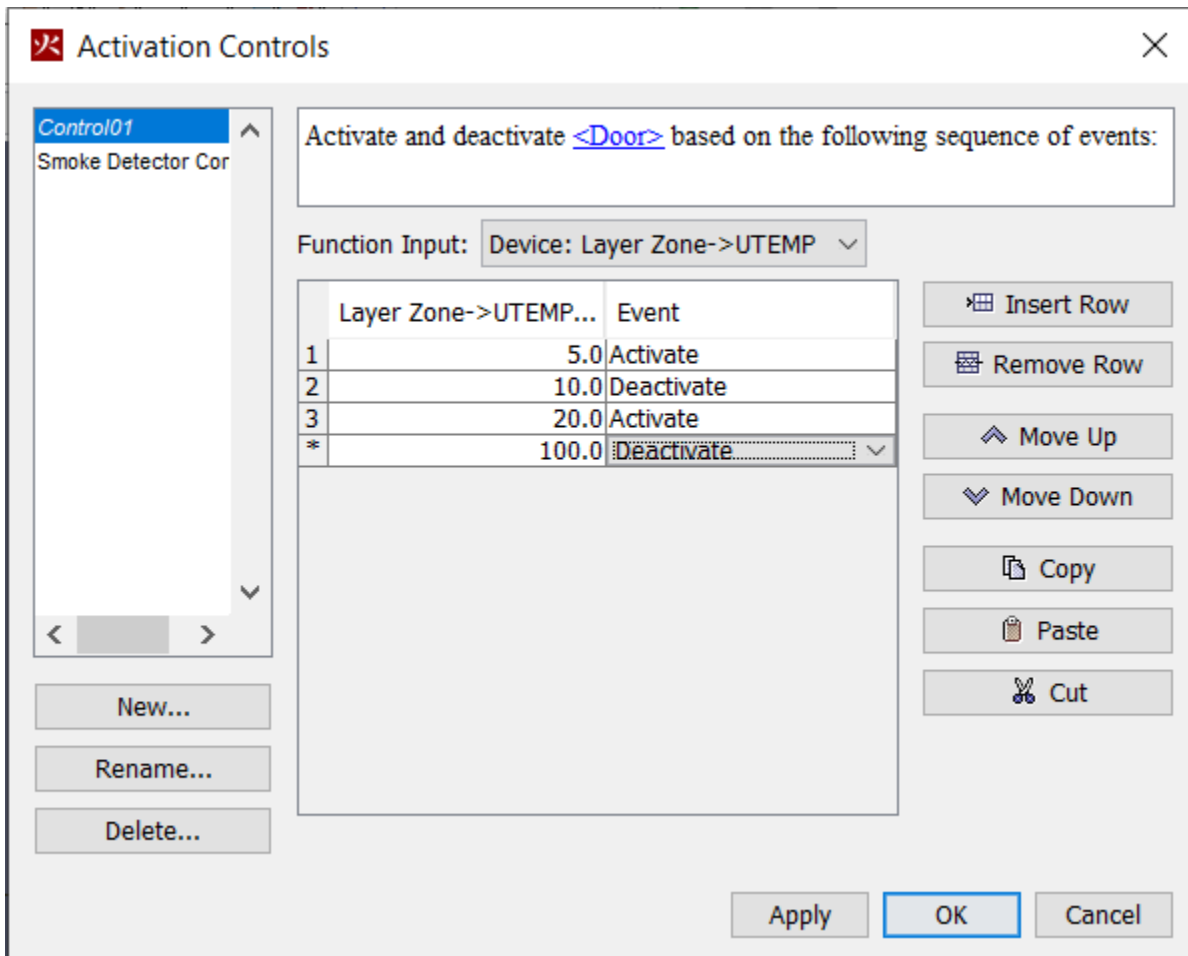 Activation Controls
Control01
Smoke Detector Cor
Activate and deactivate <Door> based on the following sequence of events:
Function Input: Device: Layer Zone->UTEMP
Layer Zone->UTEMP... Event
1 5.0 Activate
2 10.0 Deactivate
3 20.0 Activate
* 100.0 Deactivate
Insert Row
Remove Row
Move Up
Move Down
Copy
Paste
Cut
New...
Rename...
Delete...
Apply OK Cancel